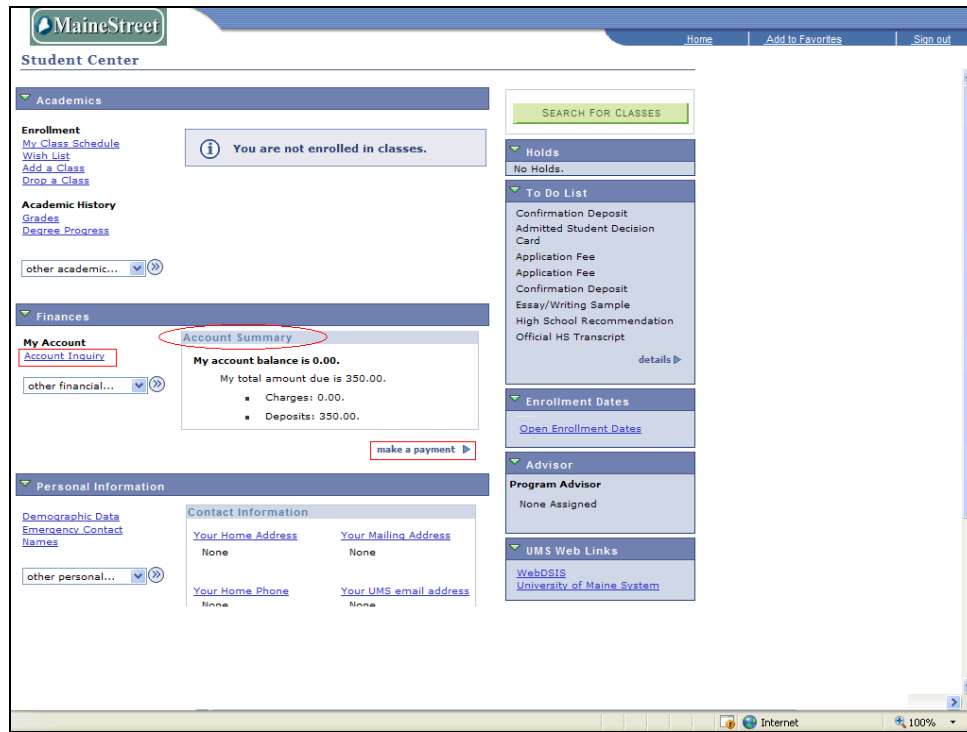 MaineStreet
Home
Add to Favorites
Sign out
Student Center
Academics
Enrollment
My Class Schedule
Wish List
Add a Class
Drop a Class
Academic History
Grades
Degree Progress
other academic...
You are not enrolled in classes.
Finances
My Account
Account Inquiry
other financial...
Account Summary
My account balance is 0.00.
My total amount due is 350.00.
Charges: 0.00.
Deposits: 350.00.
make a payment
Personal Information
Demographic Data
Emergency Contact
Names
other personal...
Contact Information
Your Home Address
None
Your Mailing Address
None
Your Home Phone
None
Your UMS email address
None
SEARCH FOR CLASSES
Holds
No Holds.
To Do List
Confirmation Deposit
Admitted Student Decision
Card
Application Fee
Application Fee
Confirmation Deposit
Essay/Writing Sample
High School Recommendation
Official HS Transcript
details
Enrollment Dates
Open Enrollment Dates
Advisor
Program Advisor
None Assigned
UMS Web Links
WebDSIS
University of Maine System
Internet
100%